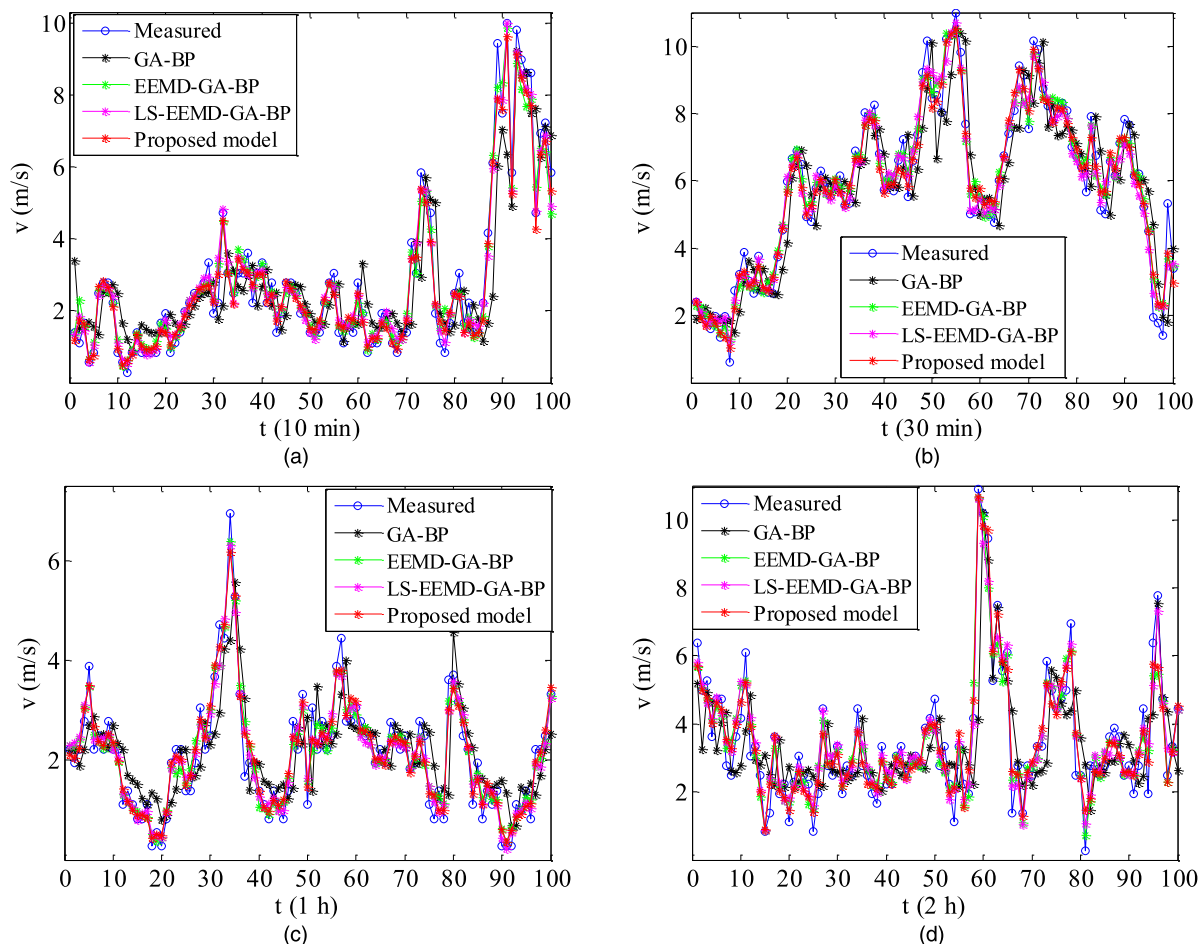 10
8
6
4
2
0
v (m/s)
Measured
GA-BP
EEMD-GA-BP
LS-EEMD-GA-BP
Proposed model
0 10 20 30 40 50 60 70 80 90 100
t (10 min)
(a)
10
8
6
4
2
v (m/s)
Measured
GA-BP
EEMD-GA-BP
LS-EEMD-GA-BP
Proposed model
0 10 20 30 40 50 60 70 80 90 100
t (30 min)
(b)
6
4
2
v (m/s)
Measured
GA-BP
EEMD-GA-BP
LS-EEMD-GA-BP
Proposed model
0 10 20 30 40 50 60 70 80 90 100
t (1 h)
(c)
10
8
6
4
2
v (m/s)
Measured
GA-BP
EEMD-GA-BP
LS-EEMD-GA-BP
Proposed model
0 10 20 30 40 50 60 70 80 90 100
t (2 h)
(d)